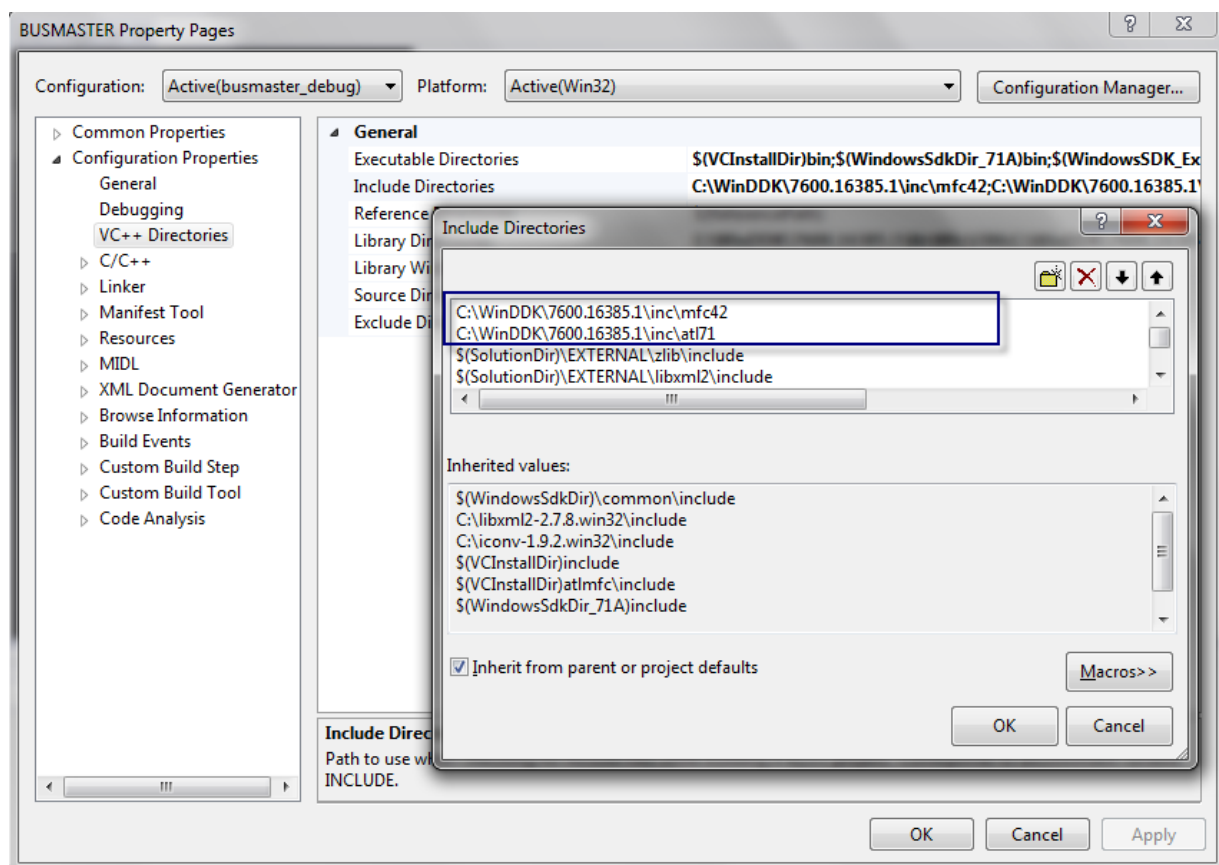 BUSMASTER Property Pages
Configuration: Active(busmaster_debug) Platform: Active(Win32) Configuration Manager...
Common Properties
Configuration Properties
General
Debugging
VC++ Directories
C/C++
Linker
Manifest Tool
Resources
MIDL
XML Document Generator
Browse Information
Build Events
Custom Build Step
Custom Build Tool
Code Analysis
General
Executable Directories $(VCInstallDir)bin;$(WindowsSdkDir_71A)bin;$(WindowsSDK_Ex
Include Directories C:\WinDDK\7600.16385.1\inc\mfc42;C:\WinDDK\7600.16385.1\
Reference
Library Dir
Library Wi
Source Dir
Exclude Di
Include Directories
C:\WinDDK\7600.16385.1\inc\mfc42
C:\WinDDK\7600.16385.1\inc\atl71
$(SolutionDir)\EXTERNAL\zlib\include
$(SolutionDir)\EXTERNAL\libxml2\include
Inherited values:
$(WindowsSdkDir)\common\include
C:\libxml2-2.7.8.win32\include
C:\iconv-1.9.2.win32\include
$(VCInstallDir)include
$(VCInstallDir)atlmfc\include
$(WindowsSdkDir_71A)include
Inherit from parent or project defaults
Macros>>
OK Cancel
Include Direc
Path to use w
INCLUDE.
OK Cancel Apply